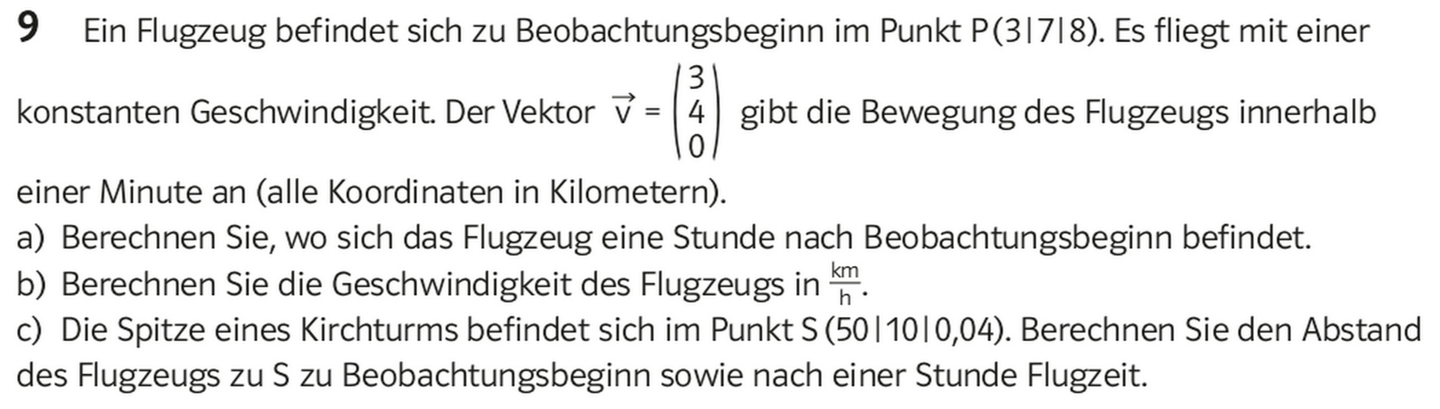 9 Ein Flugzeug befindet sich zu Beobachtungsbeginn im Punkt P(3|7|8). Es fliegt mit einer
konstanten Geschwindigkeit. Der Vektor $\vec{v} = \begin{pmatrix} 3 \\ 4 \\ 0 \end{pmatrix}$ gibt die Bewegung des Flugzeugs innerhalb
einer Minute an (alle Koordinaten in Kilometern).
a) Berechnen Sie, wo sich das Flugzeug eine Stunde nach Beobachtungsbeginn befindet.
b) Berechnen Sie die Geschwindigkeit des Flugzeugs in $\frac{km}{h}$.
c) Die Spitze eines Kirchturms befindet sich im Punkt S(50|10|0,04). Berechnen Sie den Abstand
des Flugzeugs zu S zu Beobachtungsbeginn sowie nach einer Stunde Flugzeit.